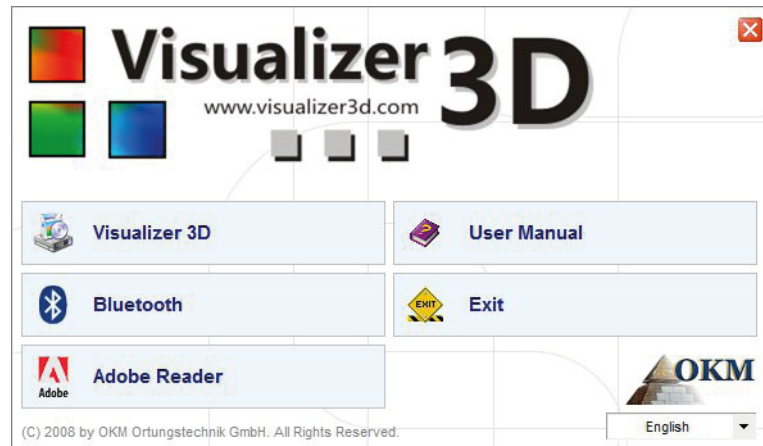 Visualizer 3D
www.visualizer3d.com
Visualizer 3D
User Manual
Bluetooth
EXIT
Exit
Adobe
Adobe Reader
OKM
(C) 2008 by OKM Ortungstechnik GmbH. All Rights Reserved.
English